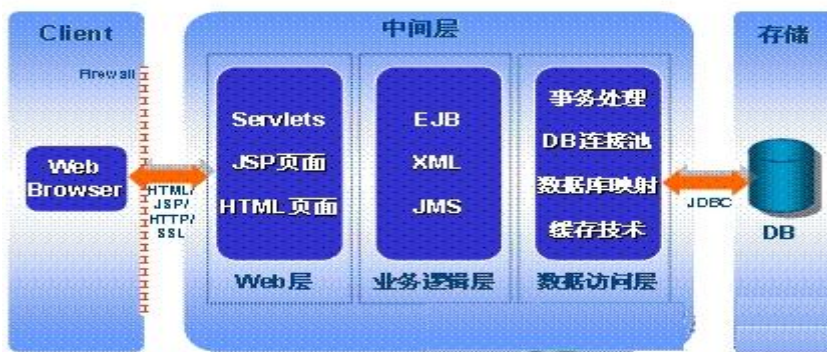 Client
Firewall
Web
Browser
HTML/
JSP/
HTTP/
SSL
中间层
Servlets
JSP页面
HTML页面
Web层
EJB
XML
JMS
业务逻辑层
事务处理
DB连接池
数据库映射
缓存技术
数据访问层
JDBC
存储
DB